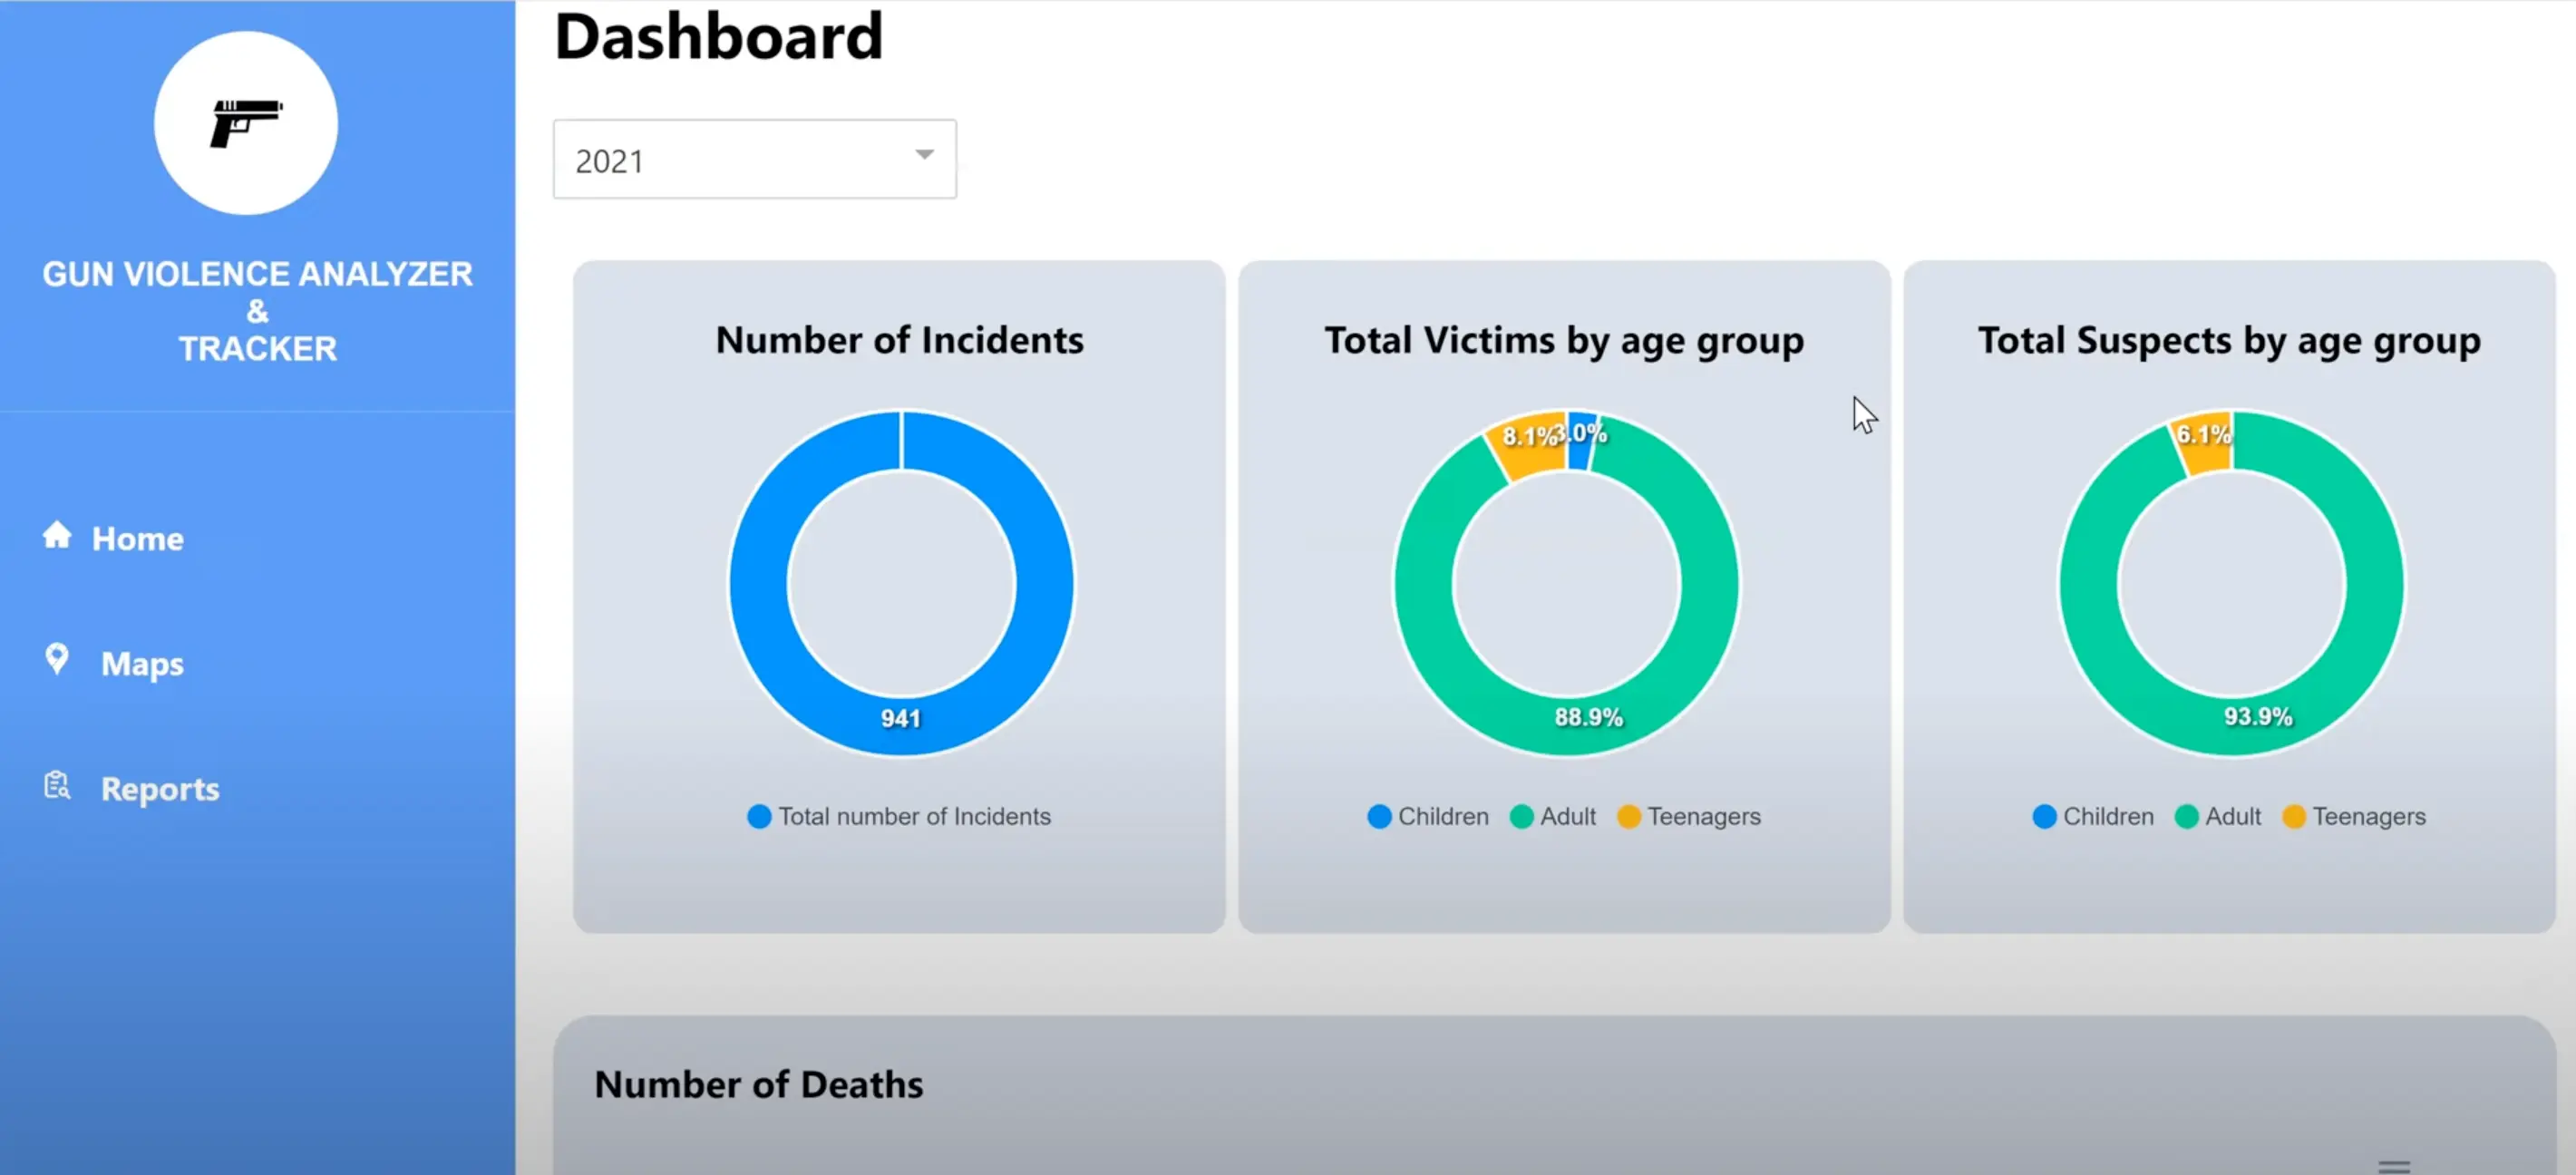 Dashboard
2021
GUN VIOLENCE ANALYZER
&
TRACKER
Home
Maps
Reports
Number of Incidents
941
Total number of Incidents
Total Victims by age group
8.1%
3.0%
88.9%
Children Adult Teenagers
Total Suspects by age group
6.1%
93.9%
Children Adult Teenagers
Number of Deaths